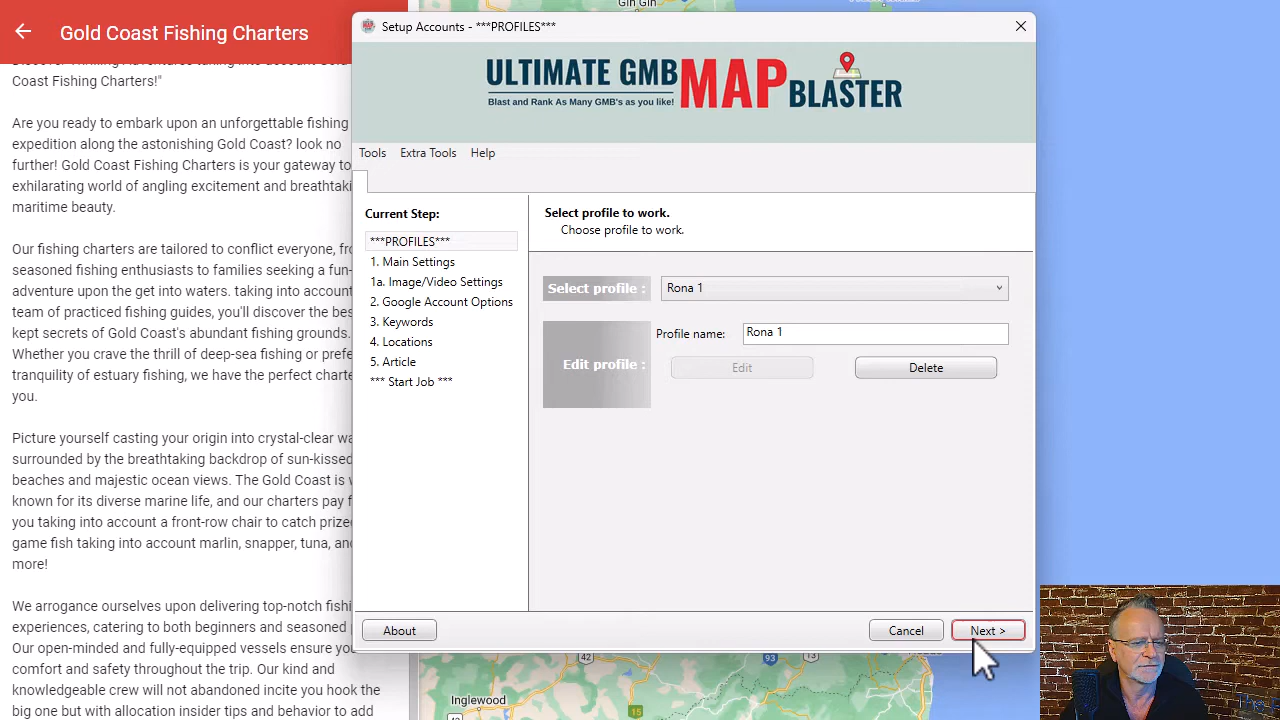 Gin Gin
Gold Coast Fishing Charters
Coast Fishing Charters!"
Are you ready to embark upon an unforgettable fishing
expedition along the astonishing Gold Coast? look no
further! Gold Coast Fishing Charters is your gateway to
exhilarating world of angling excitement and
maritime beauty.
Our fishing charters are tailored to conflict everyone,
seasoned fishing enthusiasts to families seeking a fun-
adventure upon the get into waters. taking into account
team of practiced fishing guides, you'll discover the
kept secrets of Gold Coast's abundant fishing grounds.
Whether you crave the thrill of deep-sea fishing or
tranquility of estuary fishing, we have the perfect
you.
Picture yourself casting your origin into crystal-clear
surrounded by the breathtaking backdrop of sun-kissed
beaches and majestic ocean views. The Gold Coast is
known for its diverse marine life, and our charters pay
you taking into account a front-row chair to catch
game fish taking into account marlin, snapper, tuna,
more!
We arrogance ourselves upon delivering top-notch
experiences, catering to both beginners and seasoned
Our open-minded and fully-equipped vessels ensure
comfort and safety throughout the trip. Our kind and
knowledgeable crew will not abandoned incite you hook the
big one but with allocation insider tips and behavior to add
Setup Accounts - ***PROFILES***
ULTIMATE GMB MAP BLASTER
Blast and Rank As Many GMB's as you like!
Tools Extra Tools Help
Current Step:
***PROFILES***
1. Main Settings
1a. Image/Video Settings
2. Google Account Options
3. Keywords
4. Locations
5. Article
*** Start Job ***
Select profile to work.
Choose profile to work.
Select profile : Rona 1
Edit profile : Profile name: Rona 1
Edit Delete
About Cancel Next >
42 93 13
Inglewood
42 15